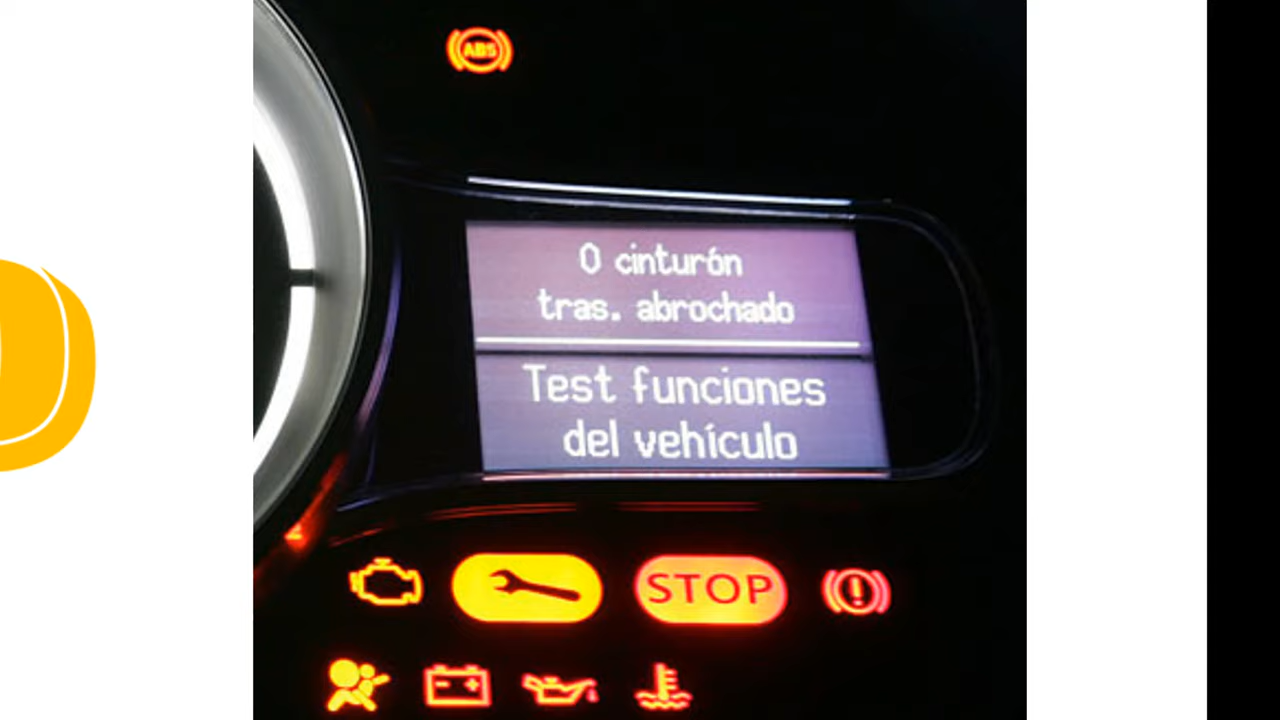 ABS
0 cinturón
tras. abrochado
Test funciones
del vehículo
STOP